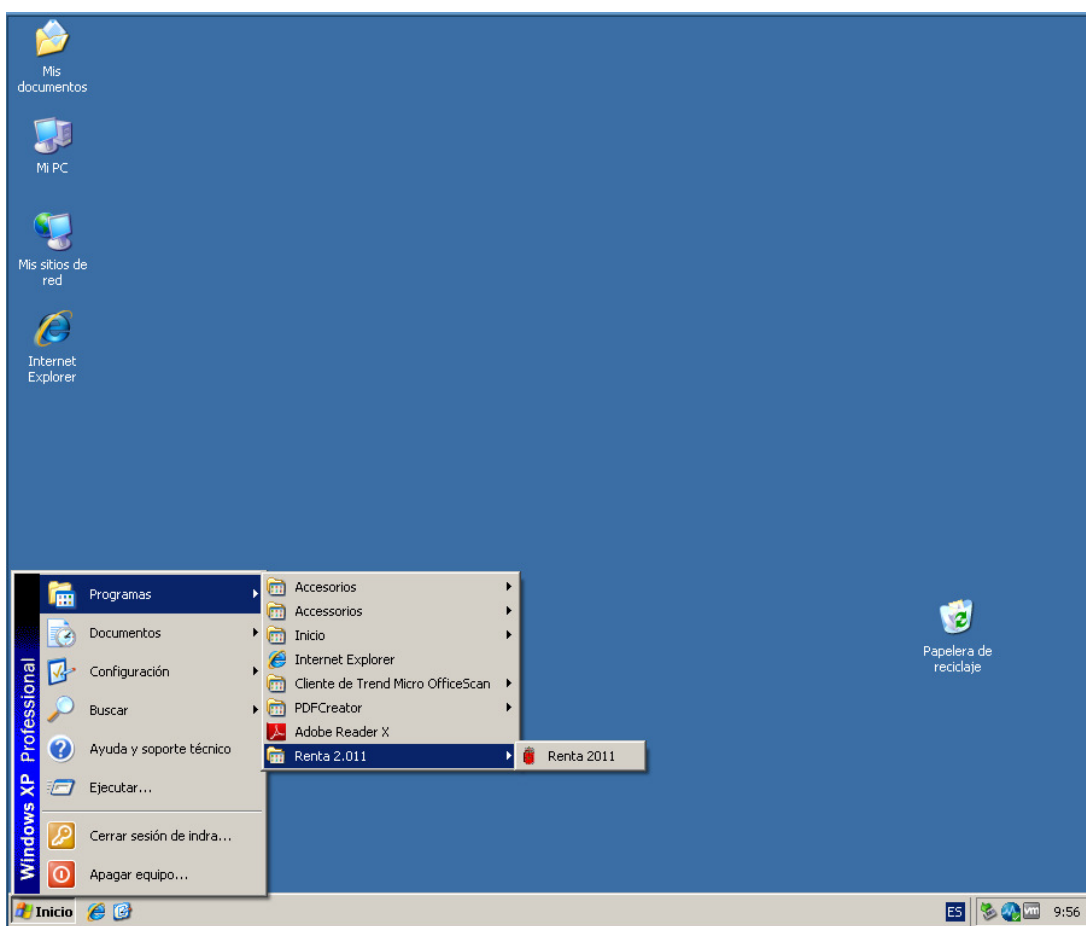 Mis
documentos
Mi PC
Mis sitios de
red
Internet
Explorer
Papelera de
reciclaje
Windows XP Professional
Programas
Documentos
Configuración
Buscar
Ayuda y soporte técnico
Ejecutar...
Cerrar sesión de indra...
Apagar equipo...
Accesorios
Accessorios
Inicio
Internet Explorer
Cliente de Trend Micro OfficeScan
PDFCreator
Adobe Reader X
Renta 2.011
Renta 2011
Inicio
ES
vm
9:56